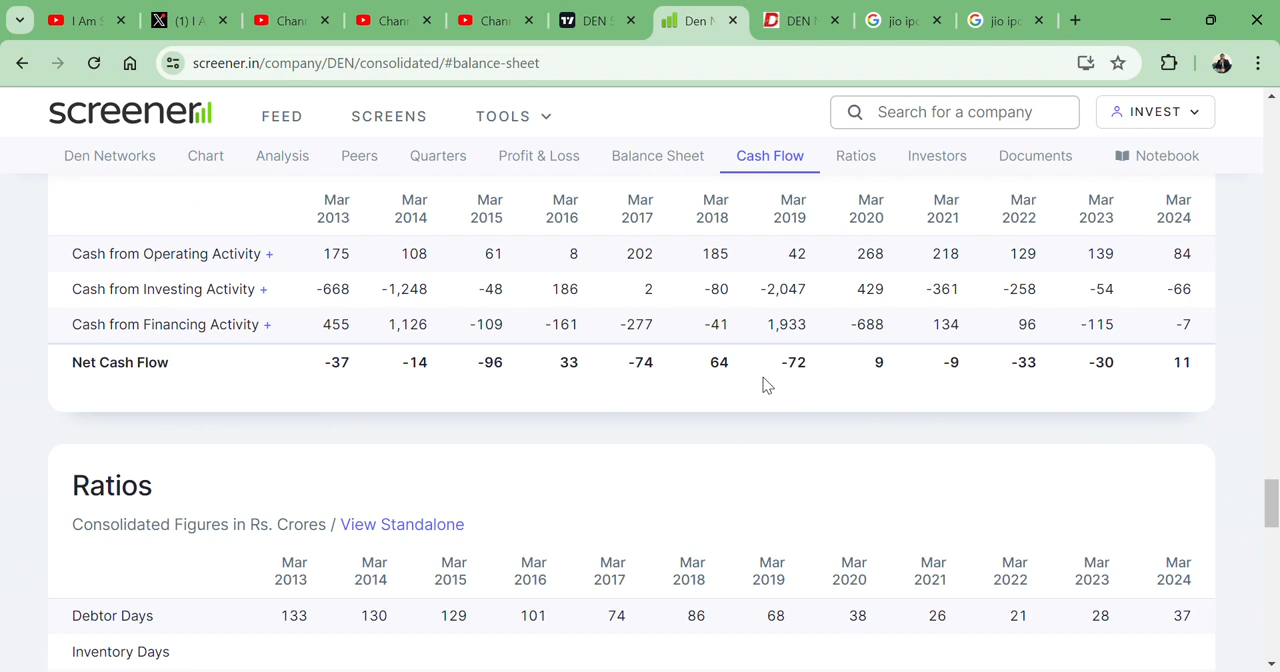 I Am
(1) I A
Chan
Chan
Chan
DEN S
Den N
DEN N
jio ipo
jio ipo
screener.in/company/DEN/consolidated/#balance-sheet
screener
FEED SCREENS TOOLS
Search for a company
INVEST
Den Networks Chart Analysis Peers Quarters Profit & Loss Balance Sheet Cash Flow Ratios Investors Documents Notebook
Mar Mar Mar Mar Mar Mar Mar Mar Mar Mar Mar Mar
2013 2014 2015 2016 2017 2018 2019 2020 2021 2022 2023 2024
Cash from Operating Activity + 175 108 61 8 202 185 42 268 218 129 139 84
Cash from Investing Activity + -668 -1,248 -48 186 2 -80 -2,047 429 -361 -258 -54 -66
Cash from Financing Activity + 455 1,126 -109 -161 -277 -41 1,933 -688 134 96 -115 -7
Net Cash Flow -37 -14 -96 33 -74 64 -72 9 -9 -33 -30 11
Ratios
Consolidated Figures in Rs. Crores / View Standalone
Mar Mar Mar Mar Mar Mar Mar Mar Mar Mar Mar Mar
2013 2014 2015 2016 2017 2018 2019 2020 2021 2022 2023 2024
Debtor Days 133 130 129 101 74 86 68 38 26 21 28 37
Inventory Days